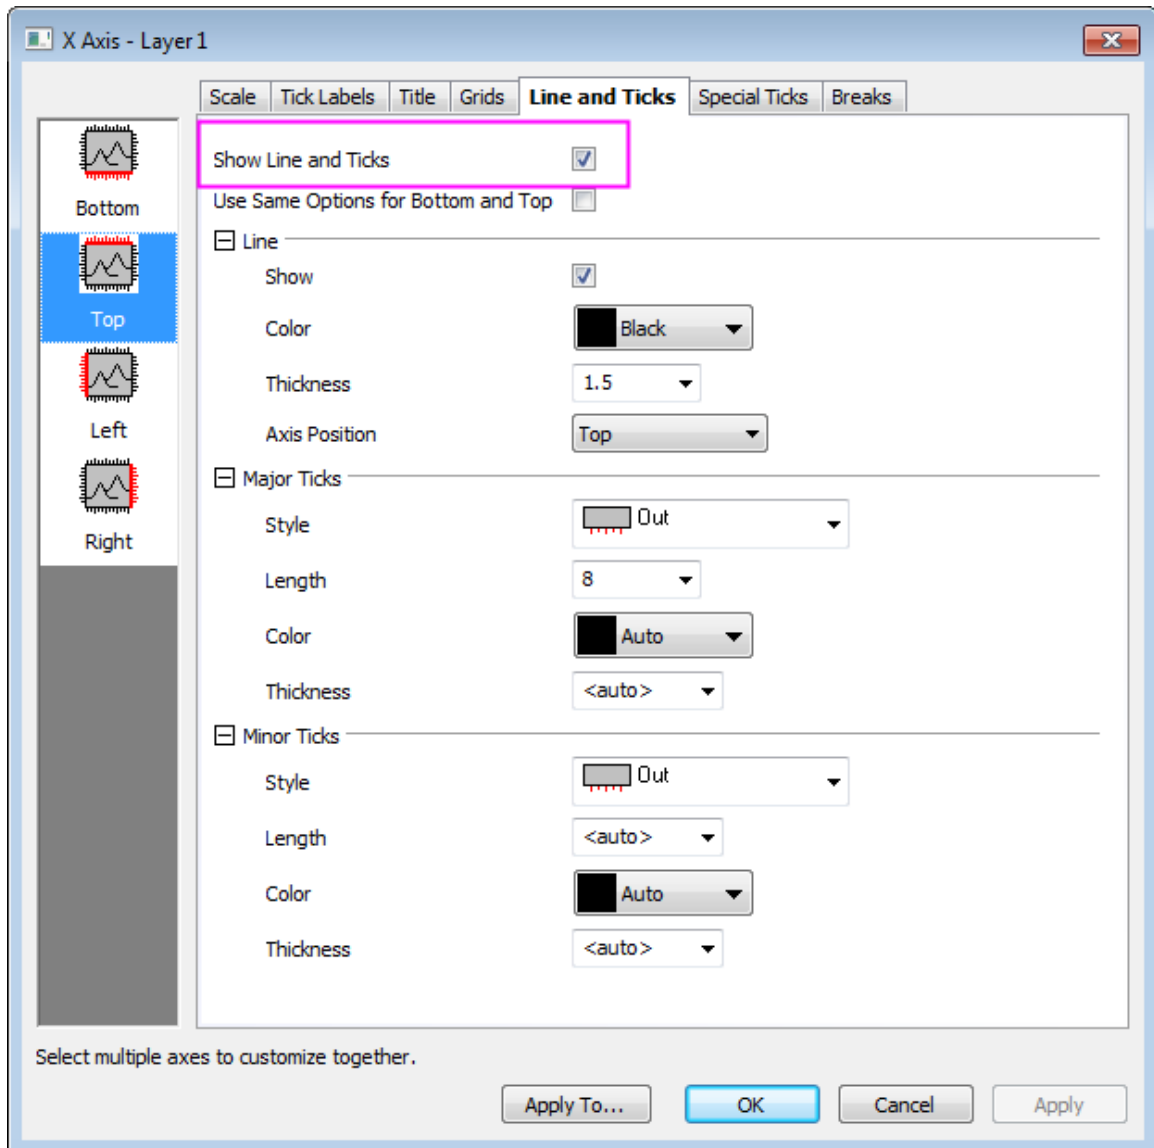 X Axis - Layer1
Scale Tick Labels Title Grids Line and Ticks Special Ticks Breaks
Bottom
Top
Left
Right
Show Line and Ticks
Use Same Options for Bottom and Top
Line
Show
Color Black
Thickness 1.5
Axis Position Top
Major Ticks
Style Out
Length 8
Color Auto
Thickness <auto>
Minor Ticks
Style Out
Length <auto>
Color Auto
Thickness <auto>
Select multiple axes to customize together.
Apply To... OK Cancel Apply